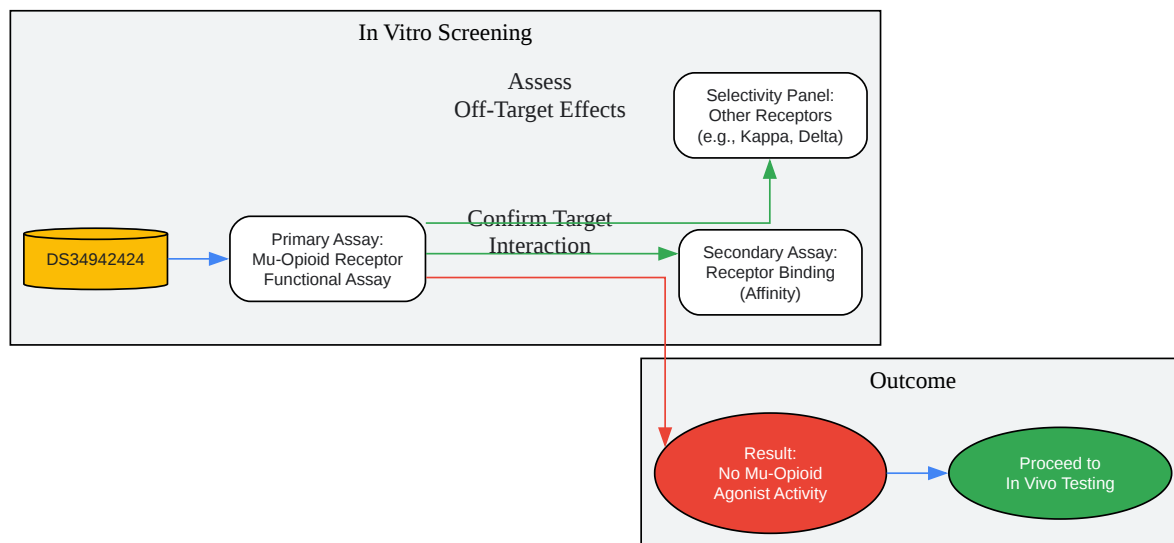 In Vitro Screening
Assess
Off-Target Effects
Selectivity Panel:
Other Receptors
(e.g., Kappa, Delta)
Confirm Target
Interaction
DS34942424
Primary Assay:
Mu-Opioid Receptor
Functional Assay
Secondary Assay:
Receptor Binding
(Affinity)
Outcome
Result:
No Mu-Opioid
Agonist Activity
Proceed to
In Vivo Testing